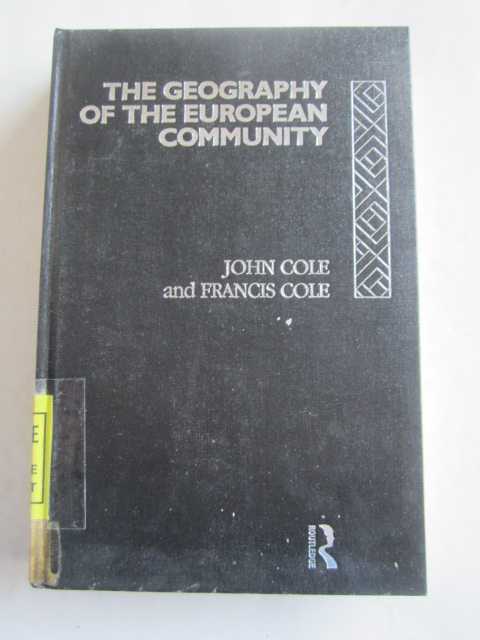 THE GEOGRAPHY
OF THE EUROPEAN
COMMUNITY
JOHN COLE
and FRANCIS COLE
E
E
T
ROUTLEDGE